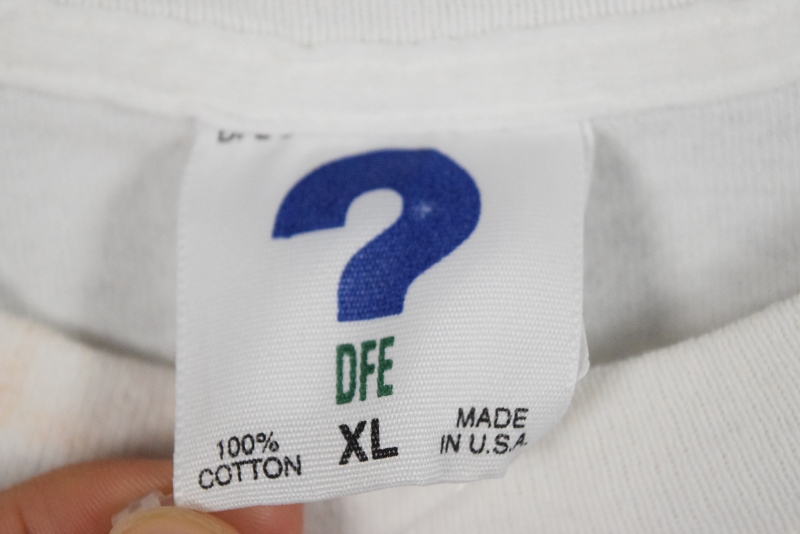 ?
DFE
XL
100%
COTTON
MADE
IN U.S.A.